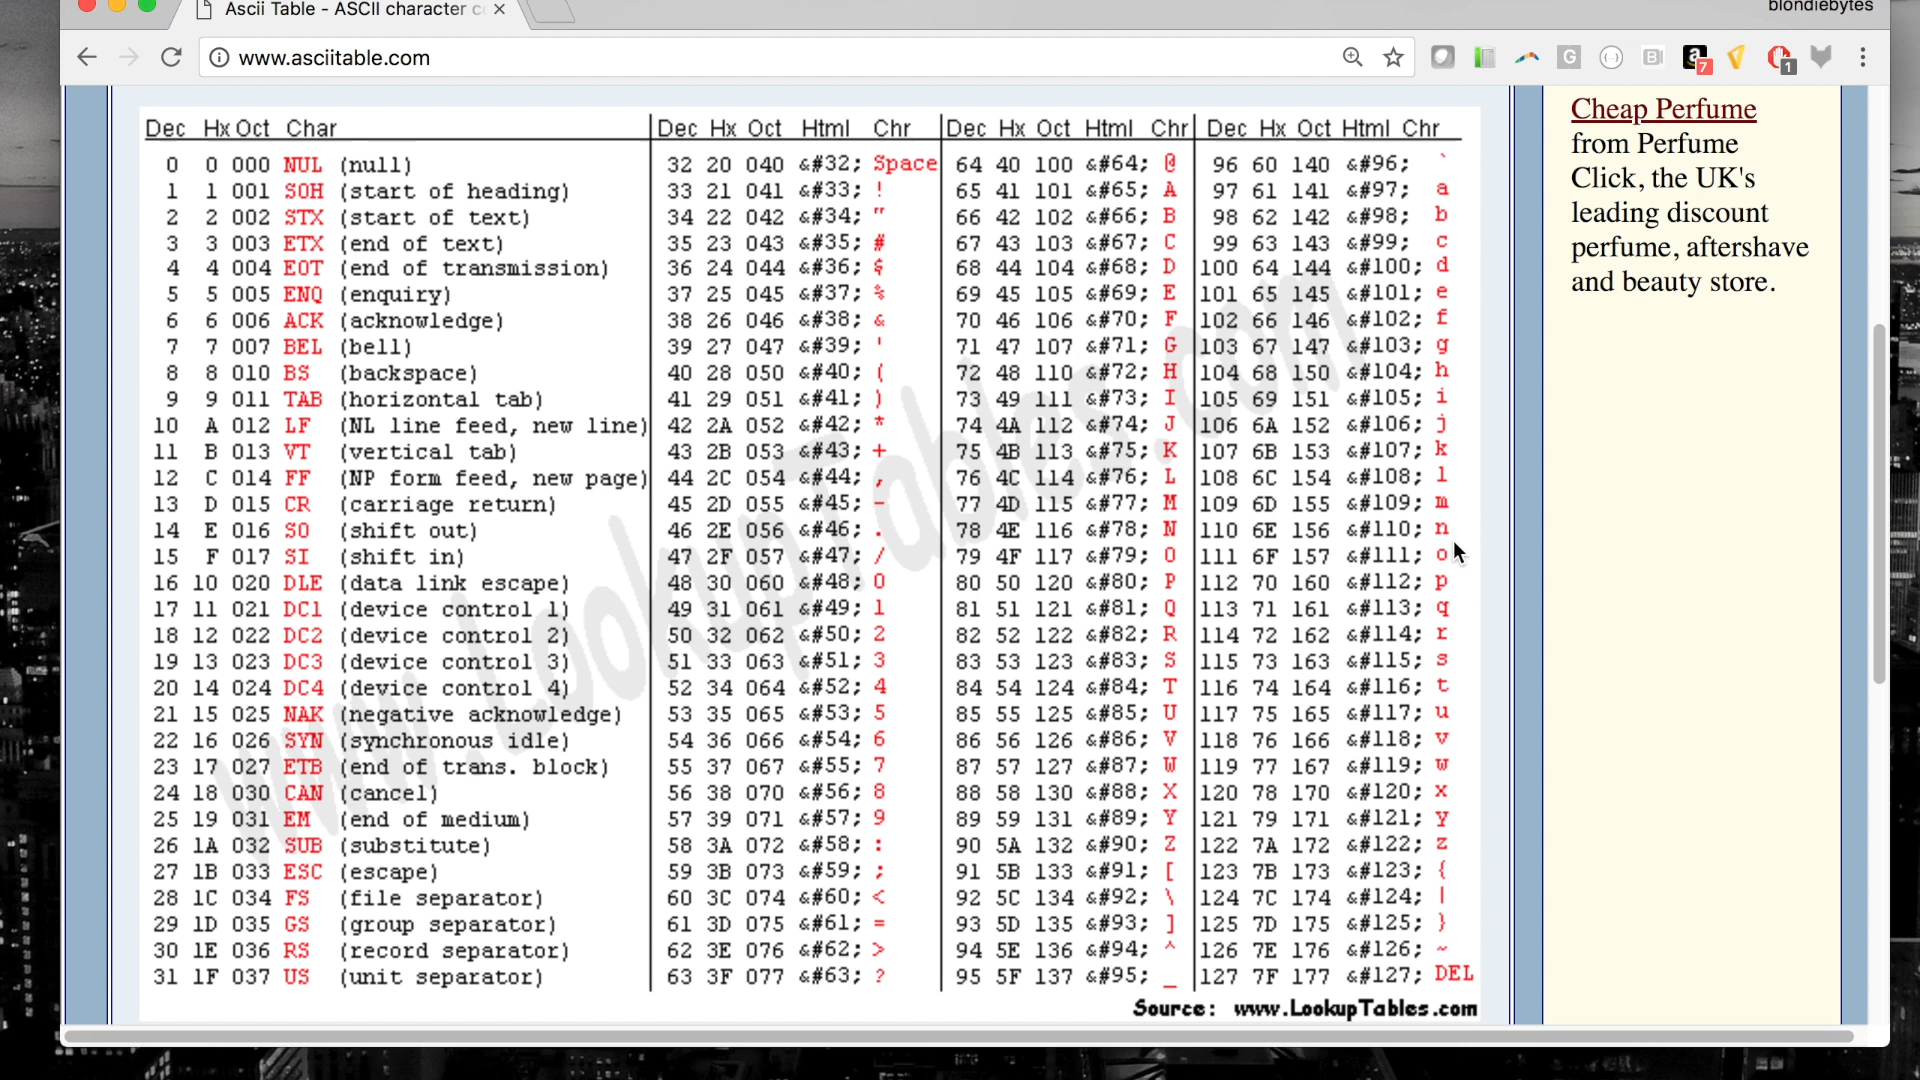 Ascii Table - ASCII character c
blondiebytes
www.asciitable.com
7
1
Dec Hx Oct Char Dec Hx Oct Html Chr Dec Hx Oct Html Chr Dec Hx Oct Html Chr
0 0 000 NUL (null) 32 20 040 &#32; Space 64 40 100 &#64; @ 96 60 140 &#96; `
1 1 001 SOH (start of heading) 33 21 041 &#33; ! 65 41 101 &#65; A 97 61 141 &#97; a
2 2 002 STX (start of text) 34 22 042 &#34; " 66 42 102 &#66; B 98 62 142 &#98; b
3 3 003 ETX (end of text) 35 23 043 &#35; # 67 43 103 &#67; C 99 63 143 &#99; c
4 4 004 EOT (end of transmission) 36 24 044 &#36; $ 68 44 104 &#68; D 100 64 144 &#100; d
5 5 005 ENQ (enquiry) 37 25 045 &#37; % 69 45 105 &#69; E 101 65 145 &#101; e
6 6 006 ACK (acknowledge) 38 26 046 &#38; & 70 46 106 &#70; F 102 66 146 &#102; f
7 7 007 BEL (bell) 39 27 047 &#39; ' 71 47 107 &#71; G 103 67 147 &#103; g
8 8 010 BS (backspace) 40 28 050 &#40; ( 72 48 110 &#72; H 104 68 150 &#104; h
9 9 011 TAB (horizontal tab) 41 29 051 &#41; ) 73 49 111 &#73; I 105 69 151 &#105; i
10 A 012 LF (NL line feed, new line) 42 2A 052 &#42; * 74 4A 112 &#74; J 106 6A 152 &#106; j
11 B 013 VT (vertical tab) 43 2B 053 &#43; + 75 4B 113 &#75; K 107 6B 153 &#107; k
12 C 014 FF (NP form feed, new page) 44 2C 054 &#44; , 76 4C 114 &#76; L 108 6C 154 &#108; l
13 D 015 CR (carriage return) 45 2D 055 &#45; - 77 4D 115 &#77; M 109 6D 155 &#109; m
14 E 016 SO (shift out) 46 2E 056 &#46; . 78 4E 116 &#78; N 110 6E 156 &#110; n
15 F 017 SI (shift in) 47 2F 057 &#47; / 79 4F 117 &#79; O 111 6F 157 &#111; o
16 10 020 DLE (data link escape) 48 30 060 &#48; 0 80 50 120 &#80; P 112 70 160 &#112; p
17 11 021 DC1 (device control 1) 49 31 061 &#49; 1 81 51 121 &#81; Q 113 71 161 &#113; q
18 12 022 DC2 (device control 2) 50 32 062 &#50; 2 82 52 122 &#82; R 114 72 162 &#114; r
19 13 023 DC3 (device control 3) 51 33 063 &#51; 3 83 53 123 &#83; S 115 73 163 &#115; s
20 14 024 DC4 (device control 4) 52 34 064 &#52; 4 84 54 124 &#84; T 116 74 164 &#116; t
21 15 025 NAK (negative acknowledge) 53 35 065 &#53; 5 85 55 125 &#85; U 117 75 165 &#117; u
22 16 026 SYN (synchronous idle) 54 36 066 &#54; 6 86 56 126 &#86; V 118 76 166 &#118; v
23 17 027 ETB (end of trans. block) 55 37 067 &#55; 7 87 57 127 &#87; W 119 77 167 &#119; w
24 18 030 CAN (cancel) 56 38 070 &#56; 8 88 58 130 &#88; X 120 78 170 &#120; x
25 19 031 EM (end of medium) 57 39 071 &#57; 9 89 59 131 &#89; Y 121 79 171 &#121; y
26 1A 032 SUB (substitute) 58 3A 072 &#58; : 90 5A 132 &#90; Z 122 7A 172 &#122; z
27 1B 033 ESC (escape) 59 3B 073 &#59; ; 91 5B 133 &#91; [ 123 7B 173 &#123; {
28 1C 034 FS (file separator) 60 3C 074 &#60; < 92 5C 134 &#92; \ 124 7C 174 &#124; |
29 1D 035 GS (group separator) 61 3D 075 &#61; = 93 5D 135 &#93; ] 125 7D 175 &#125; }
30 1E 036 RS (record separator) 62 3E 076 &#62; > 94 5E 136 &#94; ^ 126 7E 176 &#126; ~
31 1F 037 US (unit separator) 63 3F 077 &#63; ? 95 5F 137 &#95; _ 127 7F 177 &#127; DEL
Source: www.LookupTables.com
www.LookupTables.com
Cheap Perfume
from Perfume
Click, the UK's
leading discount
perfume, aftershave
and beauty store.